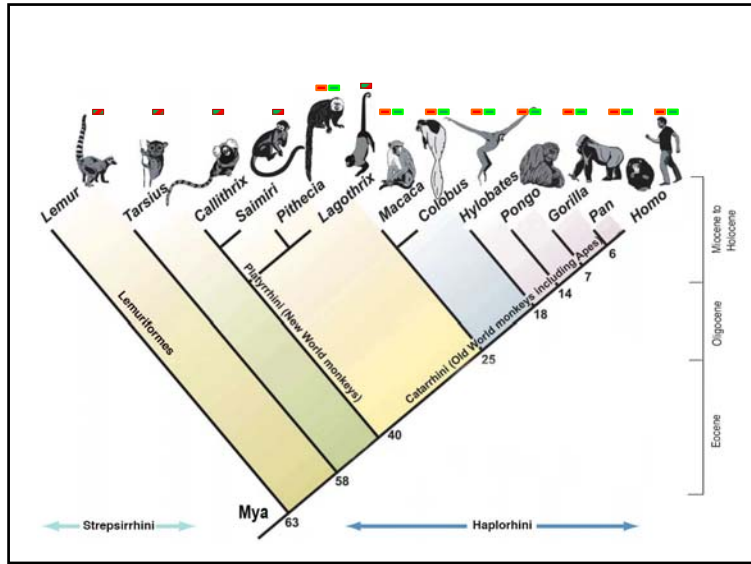 Lemur
Tarsius
Callithrix
Saimiri
Pithecia
Lagothrix
Macaca
Colobus
Hylobates
Pongo
Gorilla
Pan
Homo
Lemuriformes
Platyrrhini (New World monkeys)
Catarrhini (Old World monkeys including Apes)
6
7
14
18
25
40
58
63
Mya
Miocene to
Holocene
Oligocene
Eocene
Strepsirrhini
Haplorhini